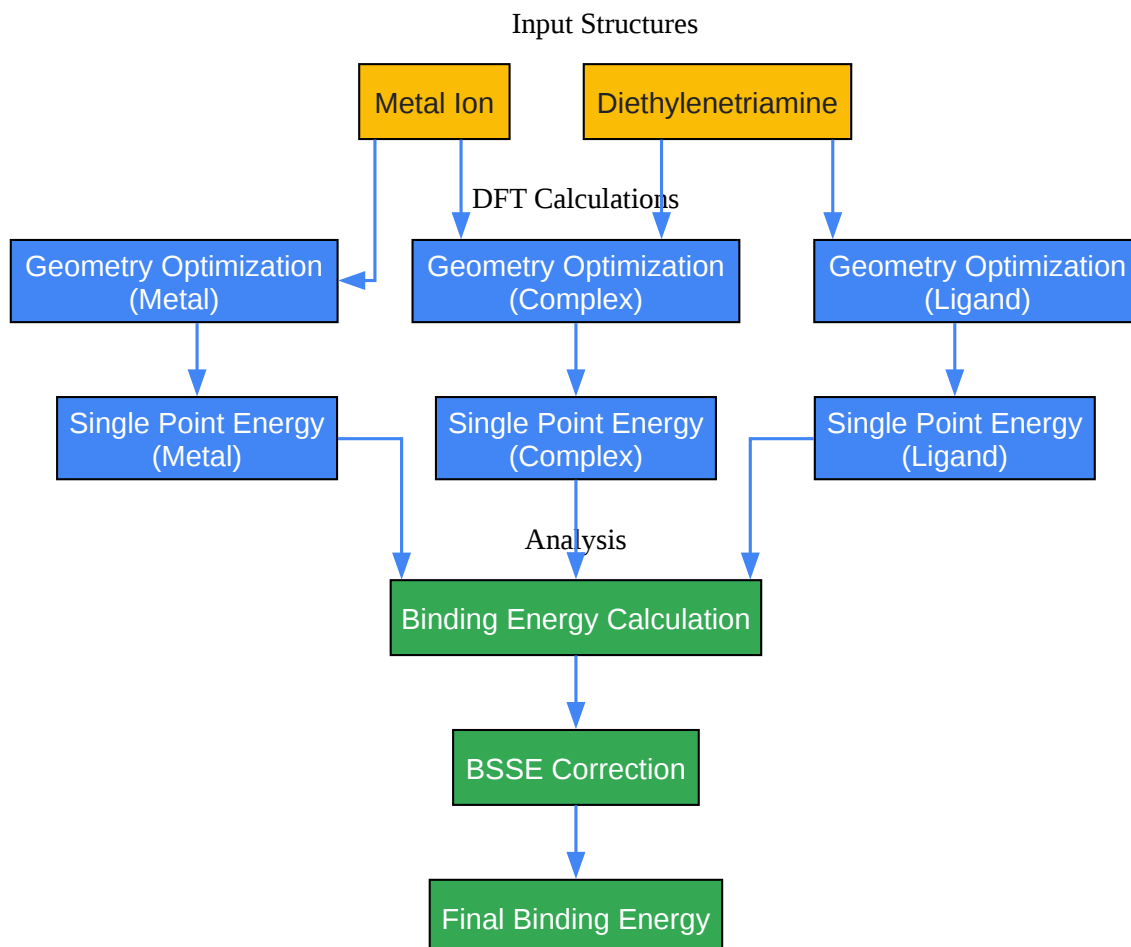 Input Structures
Metal Ion
Diethylenetriamine
DFT Calculations
Geometry Optimization
(Metal)
Geometry Optimization
(Complex)
Geometry Optimization
(Ligand)
Single Point Energy
(Metal)
Single Point Energy
(Complex)
Single Point Energy
(Ligand)
Analysis
Binding Energy Calculation
BSSE Correction
Final Binding Energy